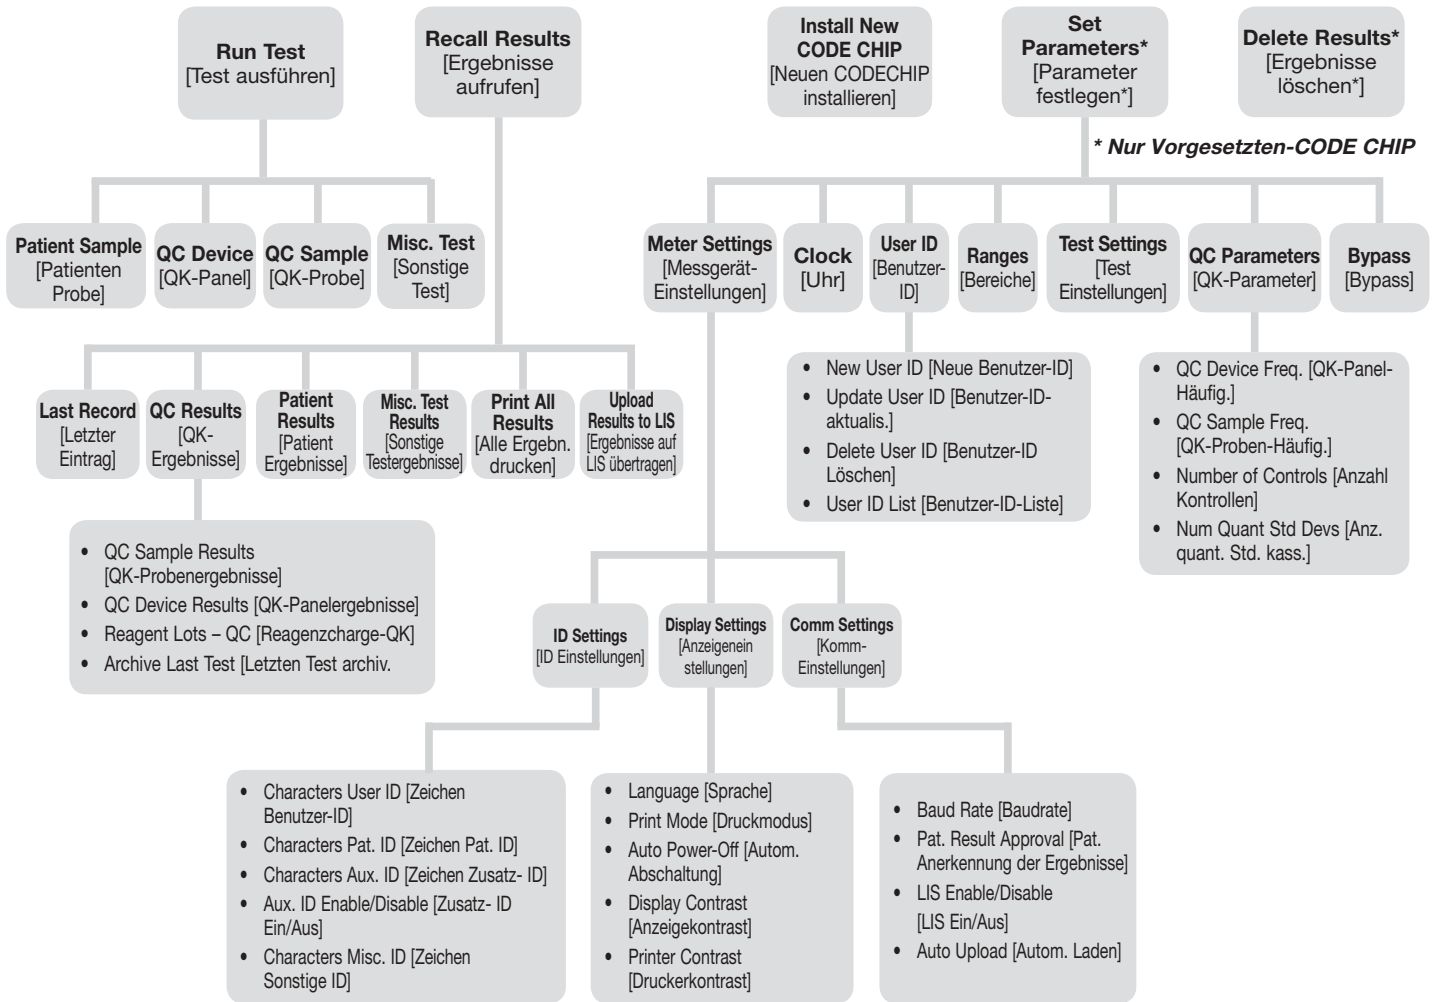 Run Test
[Test ausführen]
Recall Results
[Ergebnisse
aufrufen]
Install New
CODE CHIP
[Neuen CODECHIP
installieren]
Set
Parameters*
[Parameter
festlegen*]
Delete Results*
[Ergebnisse
löschen*]
* Nur Vorgesetzten-CODE CHIP
Patient Sample
[Patienten
Probe]
QC Device
[QK-Panel]
QC Sample
[QK-Probe]
Misc. Test
[Sonstige
Test]
Meter Settings
[Messgerät-
Einstellungen]
Clock
[Uhr]
User ID
[Benutzer-
ID]
Ranges
[Bereiche]
Test Settings
[Test
Einstellungen]
QC Parameters
[QK-Parameter]
Bypass
[Bypass]
Last Record
[Letzter
Eintrag]
QC Results
[QK-
Ergebnisse]
Patient
Results
[Patient
Ergebnisse]
Misc. Test
Results
[Sonstige
Testergebnisse]
Print All
Results
[Alle Ergebn.
drucken]
Upload
Results to LIS
[Ergebnisse auf
LIS übertragen]
• New User ID [Neue Benutzer-ID]
• Update User ID [Benutzer-ID-
aktualis.]
• Delete User ID [Benutzer-ID
Löschen]
• User ID List [Benutzer-ID-Liste]
• QC Device Freq. [QK-Panel-
Häufig.]
• QC Sample Freq.
[QK-Proben-Häufig.]
• Number of Controls [Anzahl
Kontrollen]
• Num Quant Std Devs [Anz.
quant. Std. kass.]
• QC Sample Results
[QK-Probenergebnisse]
• QC Device Results [QK-Panelergebnisse]
• Reagent Lots – QC [Reagenzcharge-QK]
• Archive Last Test [Letzten Test archiv.
ID Settings
[ID Einstellungen]
Display Settings
[Anzeigenein
stellungen]
Comm Settings
[Komm-
Einstellungen]
• Characters User ID [Zeichen
Benutzer-ID]
• Characters Pat. ID [Zeichen Pat. ID]
• Characters Aux. ID [Zeichen Zusatz- ID]
• Aux. ID Enable/Disable [Zusatz- ID
Ein/Aus]
• Characters Misc. ID [Zeichen
Sonstige ID]
• Language [Sprache]
• Print Mode [Druckmodus]
• Auto Power-Off [Autom.
Abschaltung]
• Display Contrast
[Anzeigekontrast]
• Printer Contrast
[Druckerkontrast]
• Baud Rate [Baudrate]
• Pat. Result Approval [Pat.
Anerkennung der Ergebnisse]
• LIS Enable/Disable
[LIS Ein/Aus]
• Auto Upload [Autom. Laden]